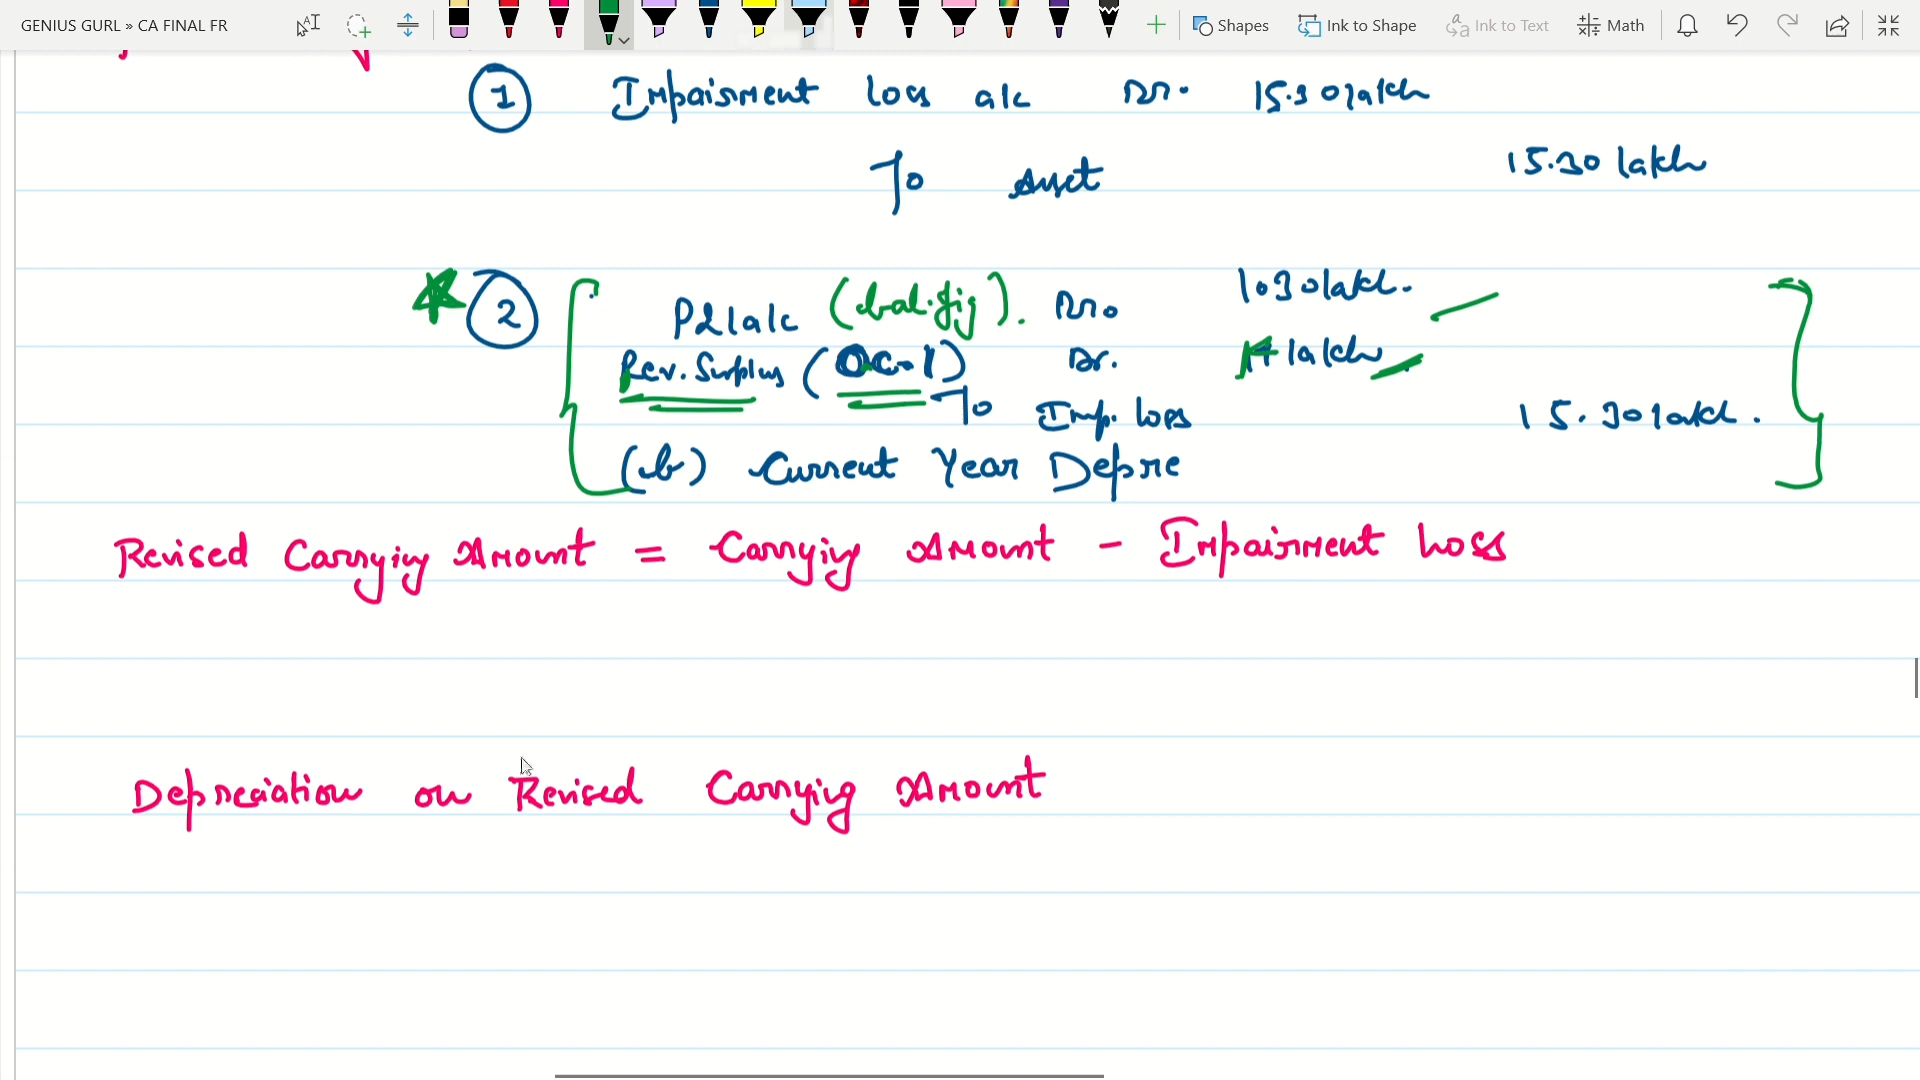 GENIUS GURL » CA FINAL FR Shapes Ink to Shape Ink to Text Math
1 Impairment loss a/c Dr. 15.30 lakh
To Asset 15.30 lakh
2 P&L a/c (bal.fig). Dr. 1.30 lakh.
Rev. Surplus (OCI) Dr. 14 lakh
To Imp. loss 15.30 lakh.
(b) Current Year Depre
Revised Carrying Amount = Carrying Amount - Impairment Loss
Depreciation on Revised Carrying Amount